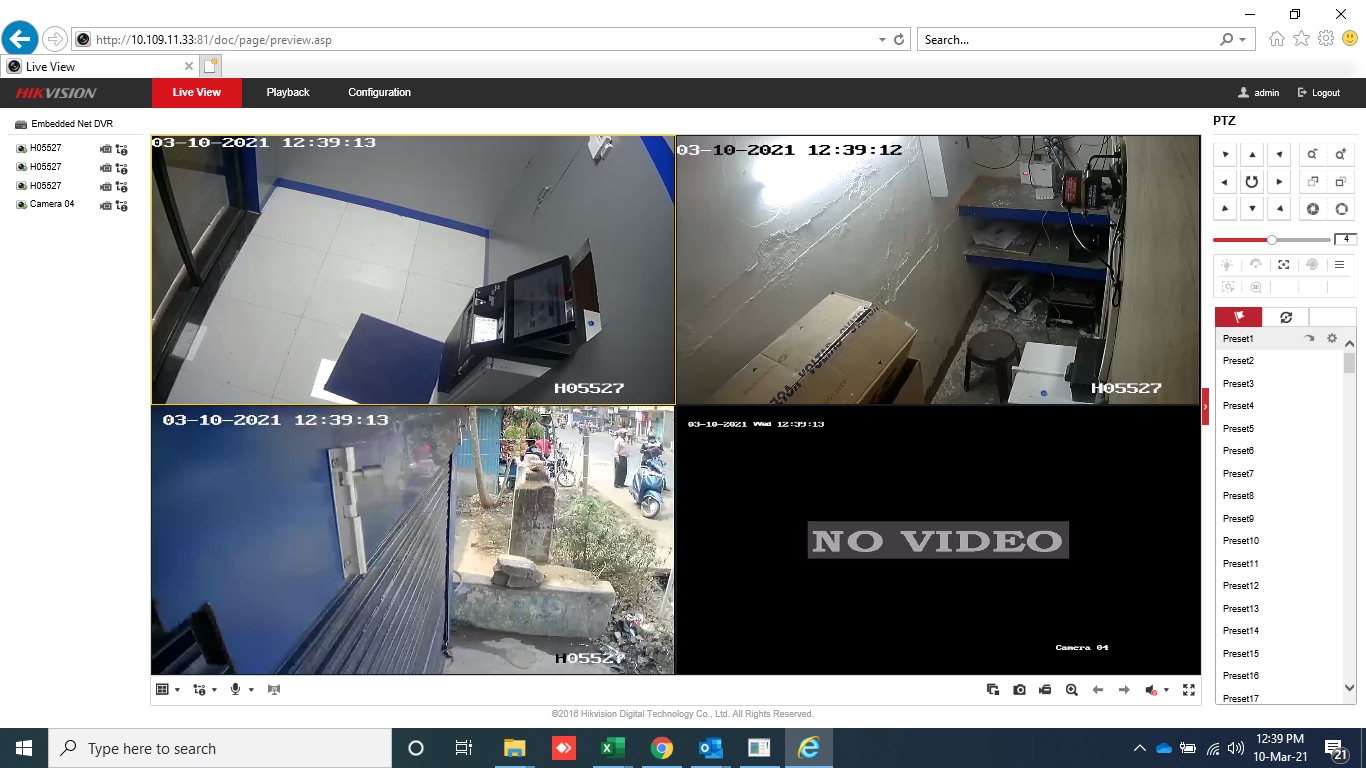 http://10.109.11.33:81/doc/page/preview.asp
Search...
Live View
HIKVISION
Live View
Playback
Configuration
admin
Logout
Embedded Net DVR
H05527
H05527
H05527
Camera 04
03-10-2021 12:39:13
H05527
03-10-2021 12:39:12
VOLTAS
H05527
03-10-2021 12:39:13
H05527
03-10-2021 Wed 12:39:13
NO VIDEO
Camera 04
PTZ
4
Preset1
Preset2
Preset3
Preset4
Preset5
Preset6
Preset7
Preset8
Preset9
Preset10
Preset11
Preset12
Preset13
Preset14
Preset15
Preset16
Preset17
©2016 Hikvision Digital Technology Co., Ltd. All Rights Reserved.
Type here to search
12:39 PM
10-Mar-21
21